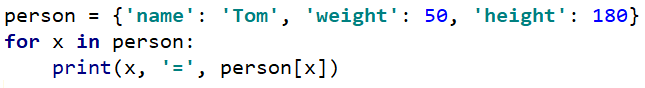 person = {'name': 'Tom', 'weight': 50, 'height': 180}
for x in person:
    print(x, '=', person[x])